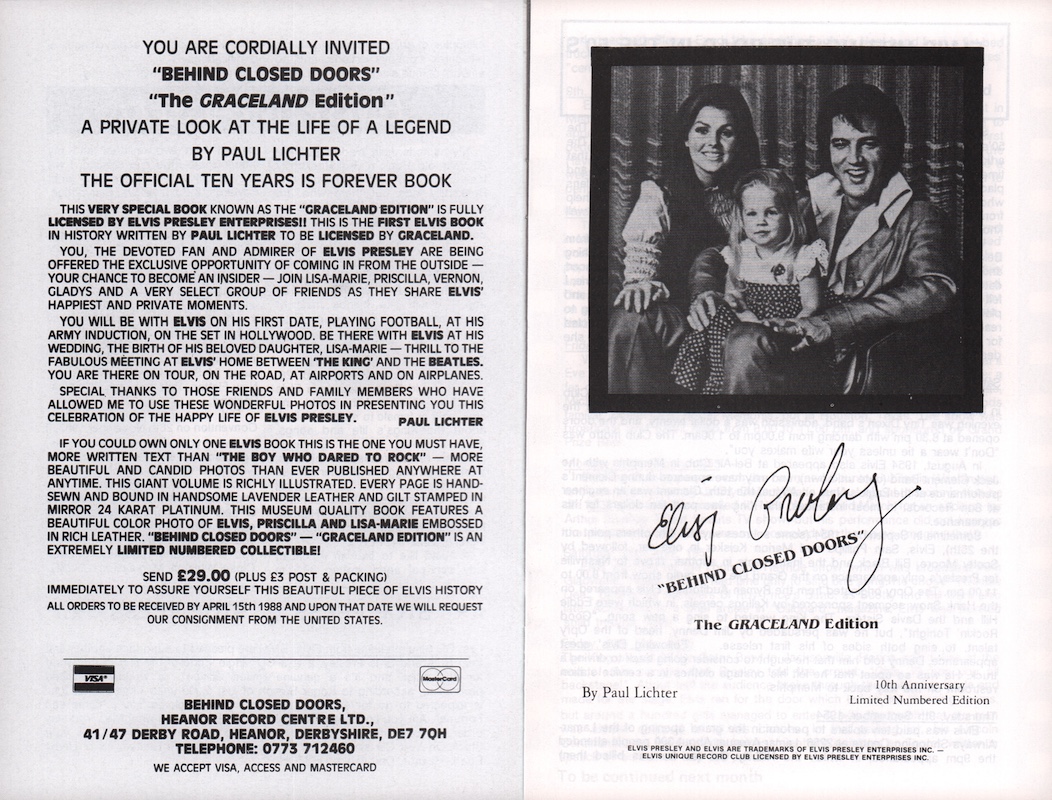 YOU ARE CORDIALLY INVITED
“BEHIND CLOSED DOORS”
“The GRACELAND Edition”
A PRIVATE LOOK AT THE LIFE OF A LEGEND
BY PAUL LICHTER
THE OFFICIAL TEN YEARS IS FOREVER BOOK
THIS VERY SPECIAL BOOK KNOWN AS THE “GRACELAND EDITION” IS FULLY
LICENSED BY ELVIS PRESLEY ENTERPRISES!! THIS IS THE FIRST ELVIS BOOK
IN HISTORY WRITTEN BY PAUL LICHTER TO BE LICENSED BY GRACELAND.
YOU, THE DEVOTED FAN AND ADMIRER OF ELVIS PRESLEY ARE BEING
OFFERED THE EXCLUSIVE OPPORTUNITY OF COMING IN FROM THE OUTSIDE —
YOUR CHANCE TO BECOME AN INSIDER — JOIN LISA-MARIE, PRISCILLA, VERNON,
GLADYS AND A VERY SELECT GROUP OF FRIENDS AS THEY SHARE ELVIS'
HAPPIEST AND PRIVATE MOMENTS.
YOU WILL BE WITH ELVIS ON HIS FIRST DATE, PLAYING FOOTBALL, AT HIS
ARMY INDUCTION, ON THE SET IN HOLLYWOOD. BE THERE WITH ELVIS AT HIS
WEDDING, THE BIRTH OF HIS BELOVED DAUGHTER, LISA-MARIE — THRILL TO THE
FABULOUS MEETING AT ELVIS' HOME BETWEEN 'THE KING' AND THE BEATLES.
YOU ARE THERE ON TOUR, ON THE ROAD, AT AIRPORTS AND ON AIRPLANES.
SPECIAL THANKS TO THOSE FRIENDS AND FAMILY MEMBERS WHO HAVE
ALLOWED ME TO USE THESE WONDERFUL PHOTOS IN PRESENTING YOU THIS
CELEBRATION OF THE HAPPY LIFE OF ELVIS PRESLEY.
PAUL LICHTER
IF YOU COULD OWN ONLY ONE ELVIS BOOK THIS IS THE ONE YOU MUST HAVE,
MORE WRITTEN TEXT THAN “THE BOY WHO DARED TO ROCK” — MORE
BEAUTIFUL AND CANDID PHOTOS THAN EVER PUBLISHED ANYWHERE AT
ANYTIME. THIS GIANT VOLUME IS RICHLY ILLUSTRATED. EVERY PAGE IS HAND-
SEWN AND BOUND IN HANDSOME LAVENDER LEATHER AND GILT STAMPED IN
MIRROR 24 KARAT PLATINUM. THIS MUSEUM QUALITY BOOK FEATURES A
BEAUTIFUL COLOR PHOTO OF ELVIS, PRISCILLA AND LISA-MARIE EMBOSSED
IN RICH LEATHER. “BEHIND CLOSED DOORS” — “GRACELAND EDITION” IS AN
EXTREMELY LIMITED NUMBERED COLLECTIBLE!
SEND £29.00 (PLUS £3 POST & PACKING)
IMMEDIATELY TO ASSURE YOURSELF THIS BEAUTIFUL PIECE OF ELVIS HISTORY
ALL ORDERS TO BE RECEIVED BY APRIL 15th 1988 AND UPON THAT DATE WE WILL REQUEST
OUR CONSIGNMENT FROM THE UNITED STATES.
VISA MasterCard
BEHIND CLOSED DOORS,
HEANOR RECORD CENTRE LTD.,
41/47 DERBY ROAD, HEANOR, DERBYSHIRE, DE7 7QH
TELEPHONE: 0773 712460
WE ACCEPT VISA, ACCESS AND MASTERCARD
Elvis Presley
“BEHIND CLOSED DOORS”
The GRACELAND Edition
By Paul Lichter
10th Anniversary
Limited Numbered Edition
ELVIS PRESLEY AND ELVIS ARE TRADEMARKS OF ELVIS PRESLEY ENTERPRISES INC. —
ELVIS UNIQUE RECORD CLUB LICENSED BY ELVIS PRESLEY ENTERPRISES INC.
To be continued next month